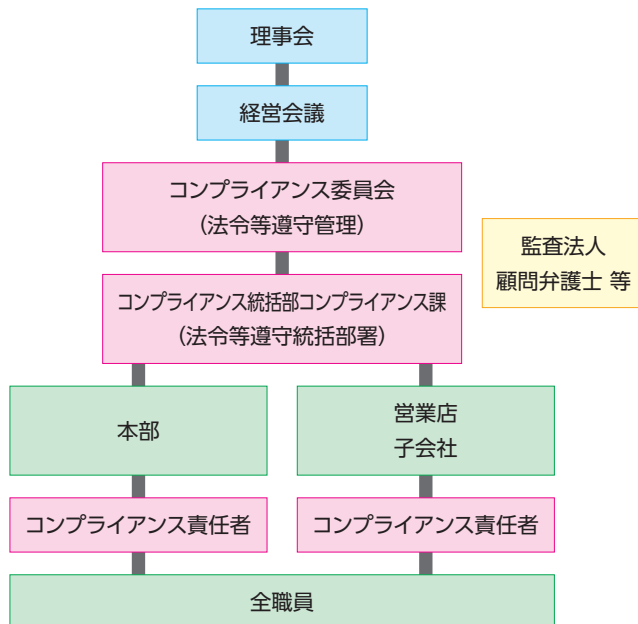 理事会
経営会議
コンプライアンス委員会
(法令等遵守管理)
監査法人
顧問弁護士 等
コンプライアンス統括部コンプライアンス課
(法令等遵守統括部署)
本部
営業店
子会社
コンプライアンス責任者
コンプライアンス責任者
全職員